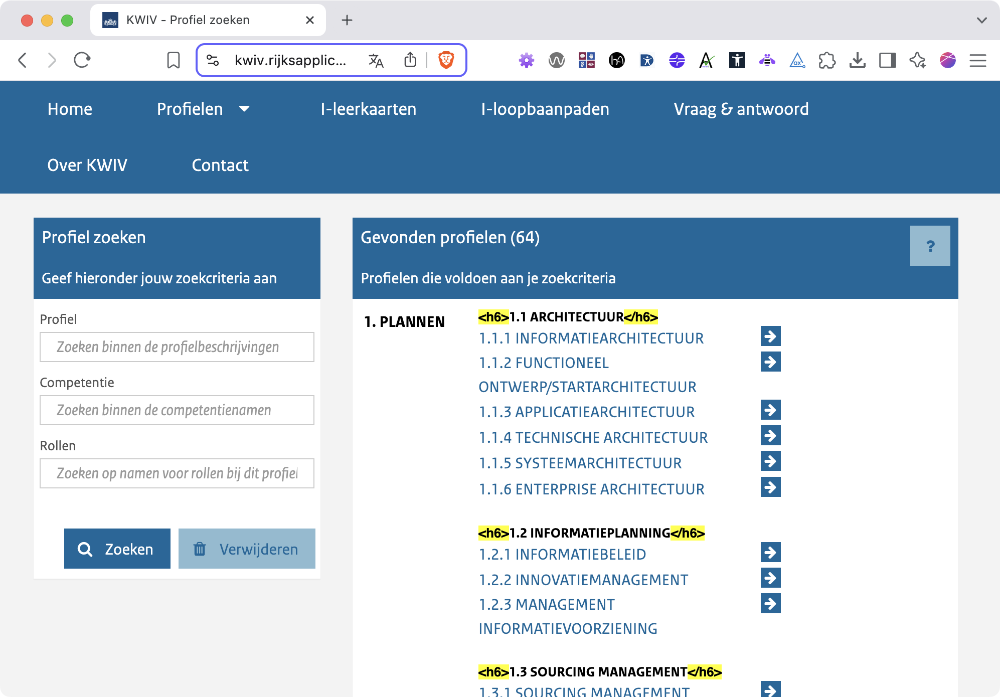 KWIV - Profiel zoeken
kwiv.rijksapplic...
Home
Profielen
I-leerkaarten
I-loopbaanpaden
Vraag & antwoord
Over KWIV
Contact
Profiel zoeken
Geef hieronder jouw zoekcriteria aan
Profiel
Zoeken binnen de profielbeschrijvingen
Competentie
Zoeken binnen de competentienamen
Rollen
Zoeken op namen voor rollen bij dit profiel
Zoeken
Verwijderen
Gevonden profielen (64)
?
Profielen die voldoen aan je zoekcriteria
1. PLANNEN
<h6>1.1 ARCHITECTUUR</h6>
1.1.1 INFORMATIEARCHITECTUUR
1.1.2 FUNCTIONEEL
ONTWERP/STARTARCHITECTUUR
1.1.3 APPLICATIEARCHITECTUUR
1.1.4 TECHNISCHE ARCHITECTUUR
1.1.5 SYSTEEMARCHITECTUUR
1.1.6 ENTERPRISE ARCHITECTUUR
<h6>1.2 INFORMATIEPLANNING</h6>
1.2.1 INFORMATIEBELEID
1.2.2 INNOVATIEMANAGEMENT
1.2.3 MANAGEMENT
INFORMATIEVOORZIENING
<h6>1.3 SOURCING MANAGEMENT</h6>
1.3.1 SOURCING MANAGEMENT